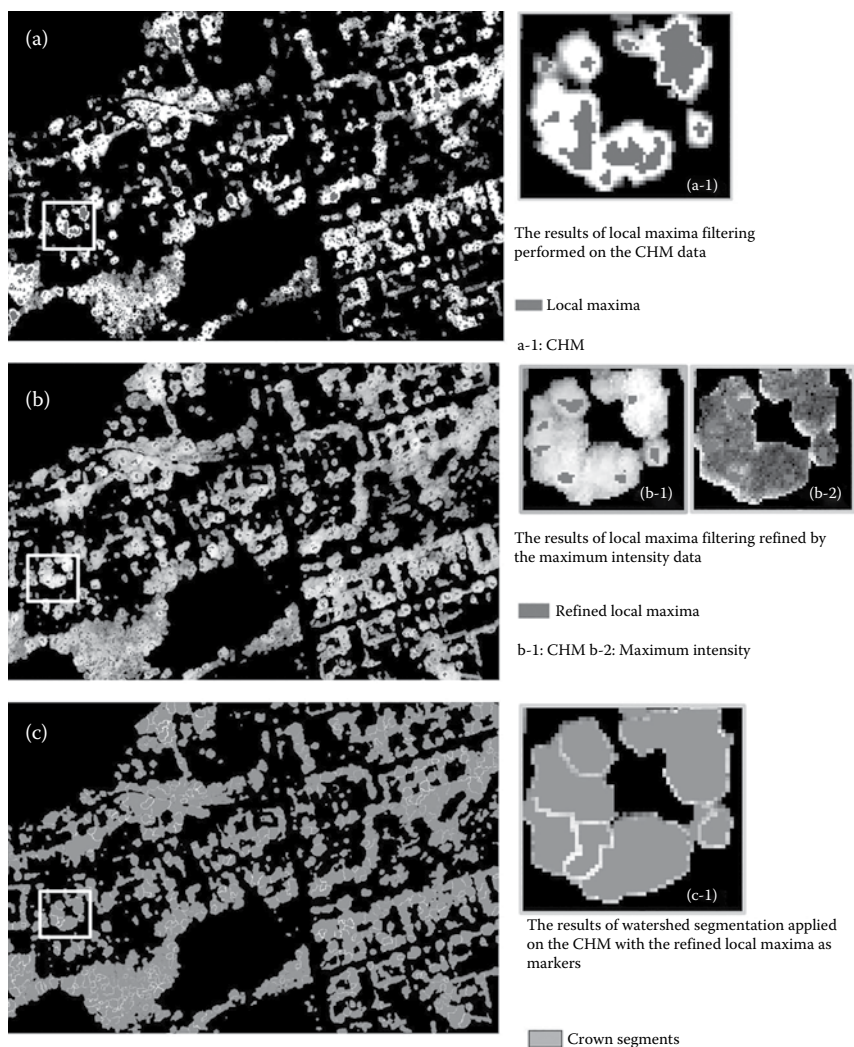 (a)
(a-1)
The results of local maxima filtering
performed on the CHM data
Local maxima
a-1: CHM
(b)
(b-1)
(b-2)
The results of local maxima filtering refined by
the maximum intensity data
Refined local maxima
b-1: CHM b-2: Maximum intensity
(c)
(c-1)
The results of watershed segmentation applied
on the CHM with the refined local maxima as
markers
Crown segments